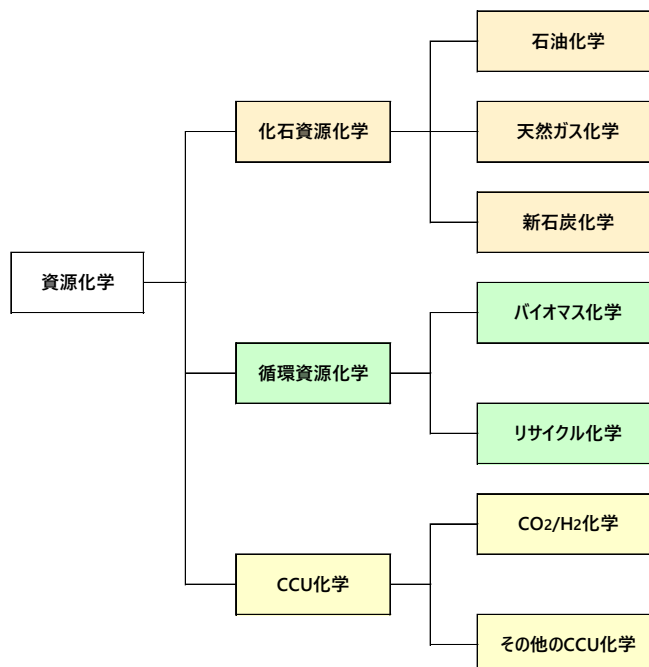 資源化学
化石資源化学
石油化学
天然ガス化学
新石炭化学
循環資源化学
バイオマス化学
リサイクル化学
CCU化学
CO2/H2化学
その他のCCU化学